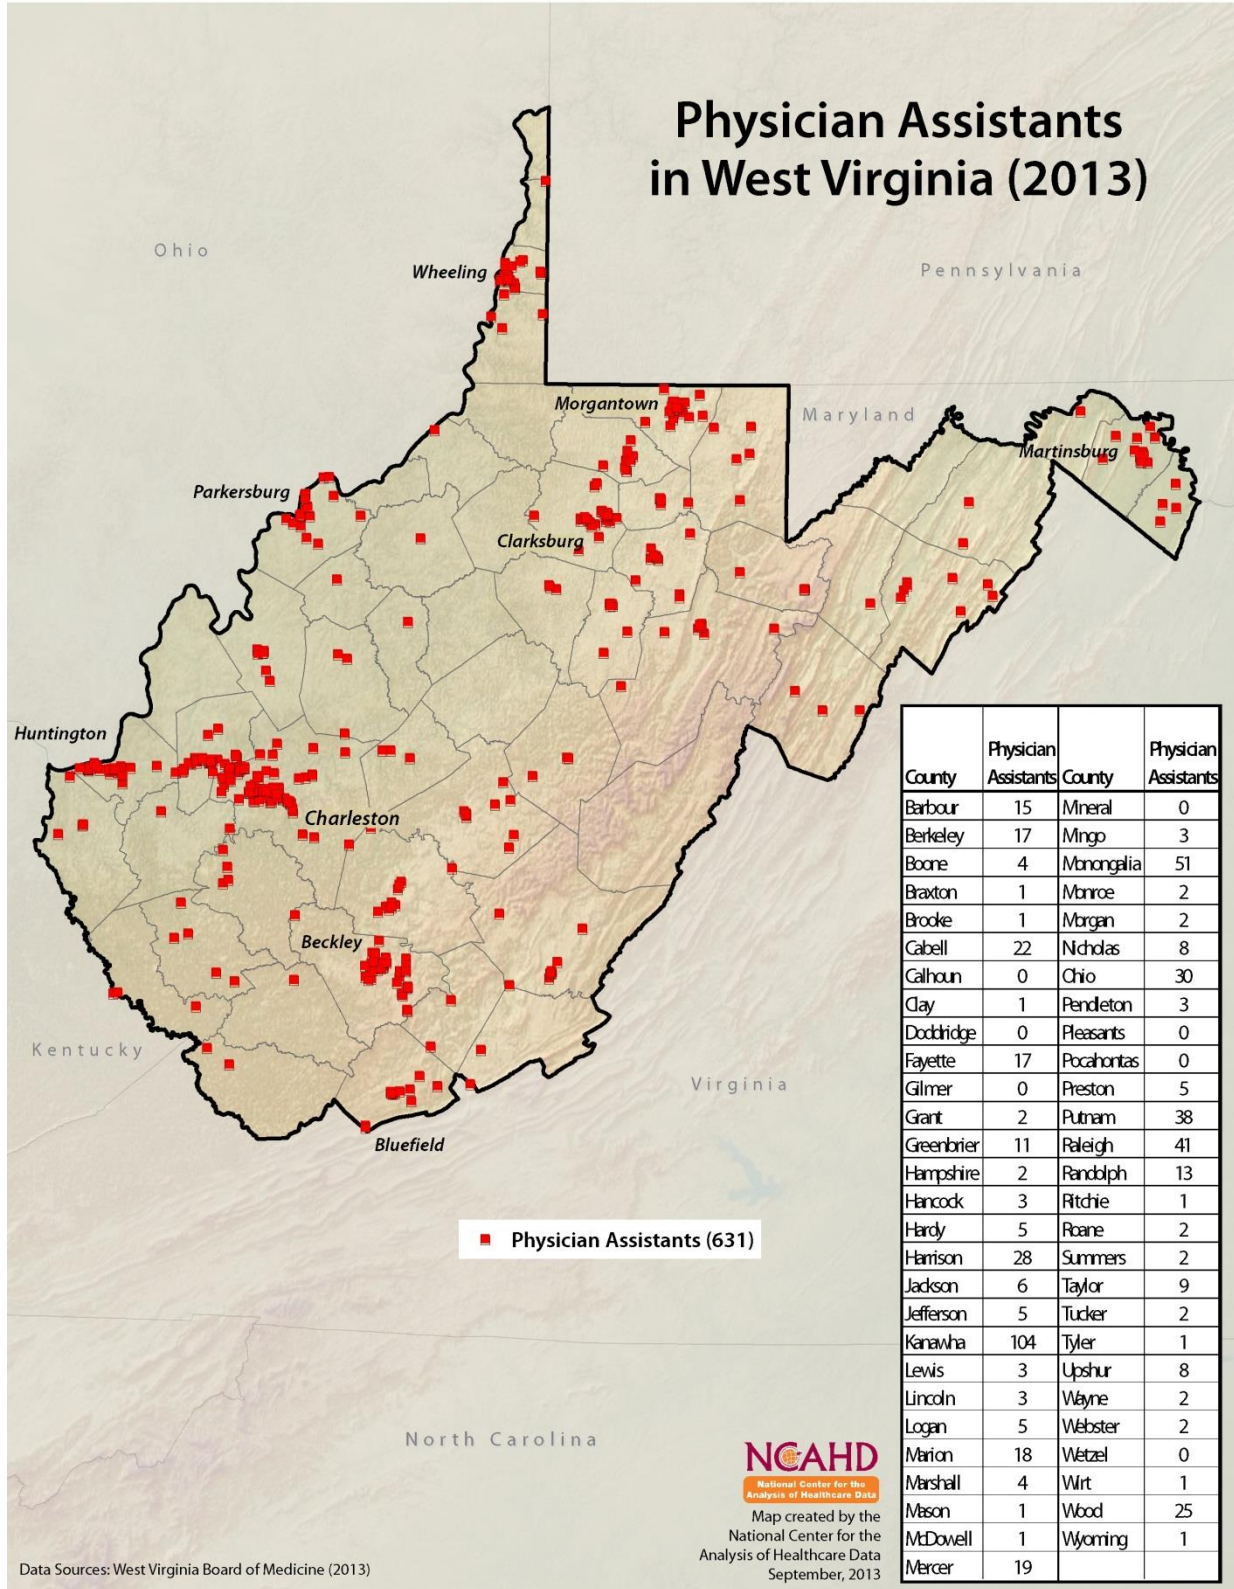 Physician Assistants
in West Virginia (2013)
Ohio
Wheeling
Pennsylvania
Morgantown
Maryland
Martinsburg
Parkersburg
Clarksburg
Huntington
Charleston
Beckley
Kentucky
Virginia
Bluefield
Physician Assistants (631)
North Carolina
County Physician Assistants County Physician Assistants
Barbour 15 Mineral 0
Berkeley 17 Mingo 3
Boone 4 Monongalia 51
Braxton 1 Monroe 2
Brooke 1 Morgan 2
Cabell 22 Nicholas 8
Calhoun 0 Ohio 30
Clay 1 Pendleton 3
Doddridge 0 Pleasants 0
Fayette 17 Pocahontas 0
Gilmer 0 Preston 5
Grant 2 Putnam 38
Greenbrier 11 Raleigh 41
Hampshire 2 Randolph 13
Hancock 3 Ritchie 1
Hardy 5 Roane 2
Harrison 28 Summers 2
Jackson 6 Taylor 9
Jefferson 5 Tucker 2
Kanawha 104 Tyler 1
Lewis 3 Upshur 8
Lincoln 3 Wayne 2
Logan 5 Webster 2
Marion 18 Wetzel 0
Marshall 4 Wirt 1
Mason 1 Wood 25
McDowell 1 Wyoming 1
Mercer 19
NCAHD
National Center for the
Analysis of Healthcare Data
Map created by the
National Center for the
Analysis of Healthcare Data
September, 2013
Data Sources: West Virginia Board of Medicine (2013)